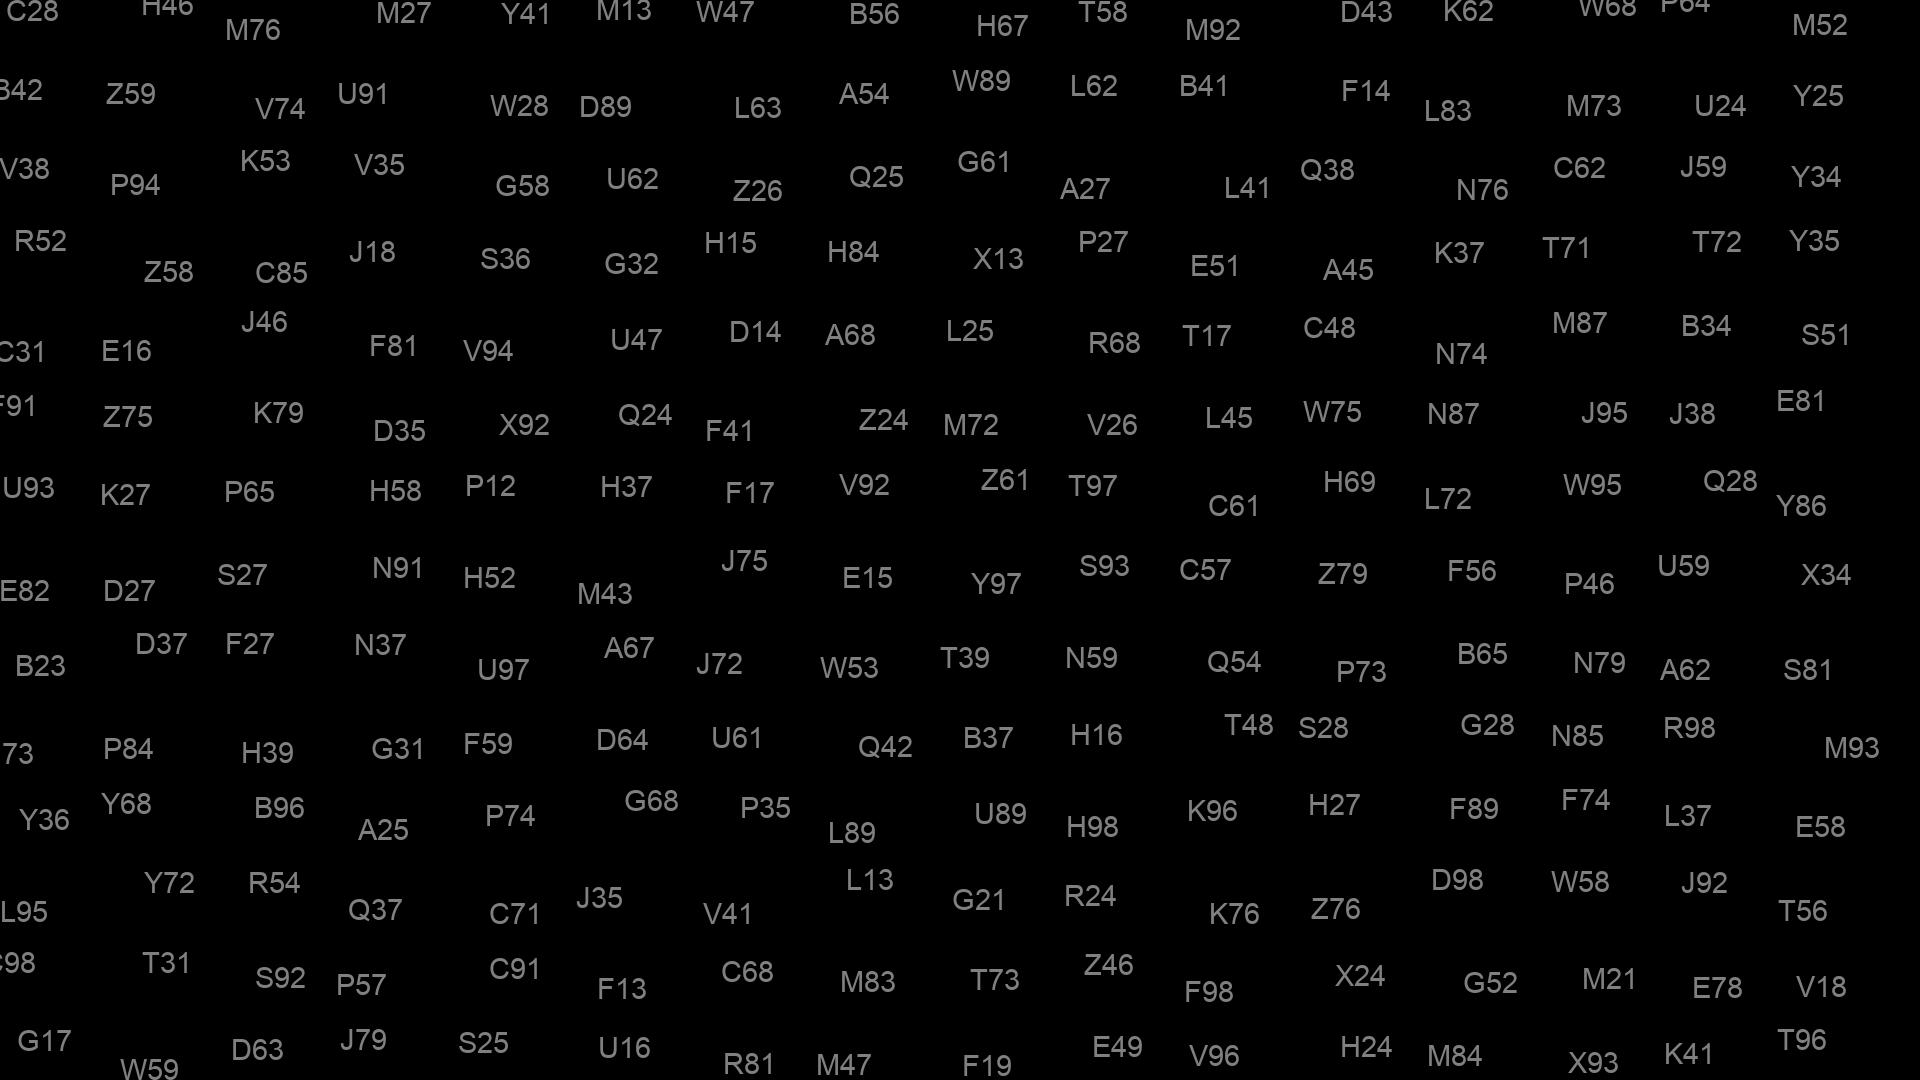 C28 H46 M76 M27 Y41 M13 W47 B56 H67 T58 M92 D43 K62 W68 P64 M52
B42 Z59 V74 U91 W28 D89 L63 A54 W89 L62 B41 F14 L83 M73 U24 Y25
V38 P94 K53 V35 G58 U62 Z26 Q25 G61 A27 L41 Q38 N76 C62 J59 Y34
R52 Z58 C85 J18 S36 G32 H15 H84 X13 P27 E51 A45 K37 T71 T72 Y35
C31 E16 J46 F81 V94 U47 D14 A68 L25 R68 T17 C48 N74 M87 B34 S51
F91 Z75 K79 D35 X92 Q24 F41 Z24 M72 V26 L45 W75 N87 J95 J38 E81
U93 K27 P65 H58 P12 H37 F17 V92 Z61 T97 C61 H69 L72 W95 Q28 Y86
E82 D27 S27 N91 H52 M43 J75 E15 Y97 S93 C57 Z79 F56 P46 U59 X34
B23 D37 F27 N37 U97 A67 J72 W53 T39 N59 Q54 P73 B65 N79 A62 S81
73 P84 H39 G31 F59 D64 U61 Q42 B37 H16 T48 S28 G28 N85 R98 M93
Y36 Y68 B96 A25 P74 G68 P35 L89 U89 H98 K96 H27 F89 F74 L37 E58
L95 Y72 R54 Q37 C71 J35 V41 L13 G21 R24 K76 Z76 D98 W58 J92 T56
98 T31 S92 P57 C91 F13 C68 M83 T73 Z46 F98 X24 G52 M21 E78 V18
G17 W59 D63 J79 S25 U16 R81 M47 F19 E49 V96 H24 M84 X93 K41 T96